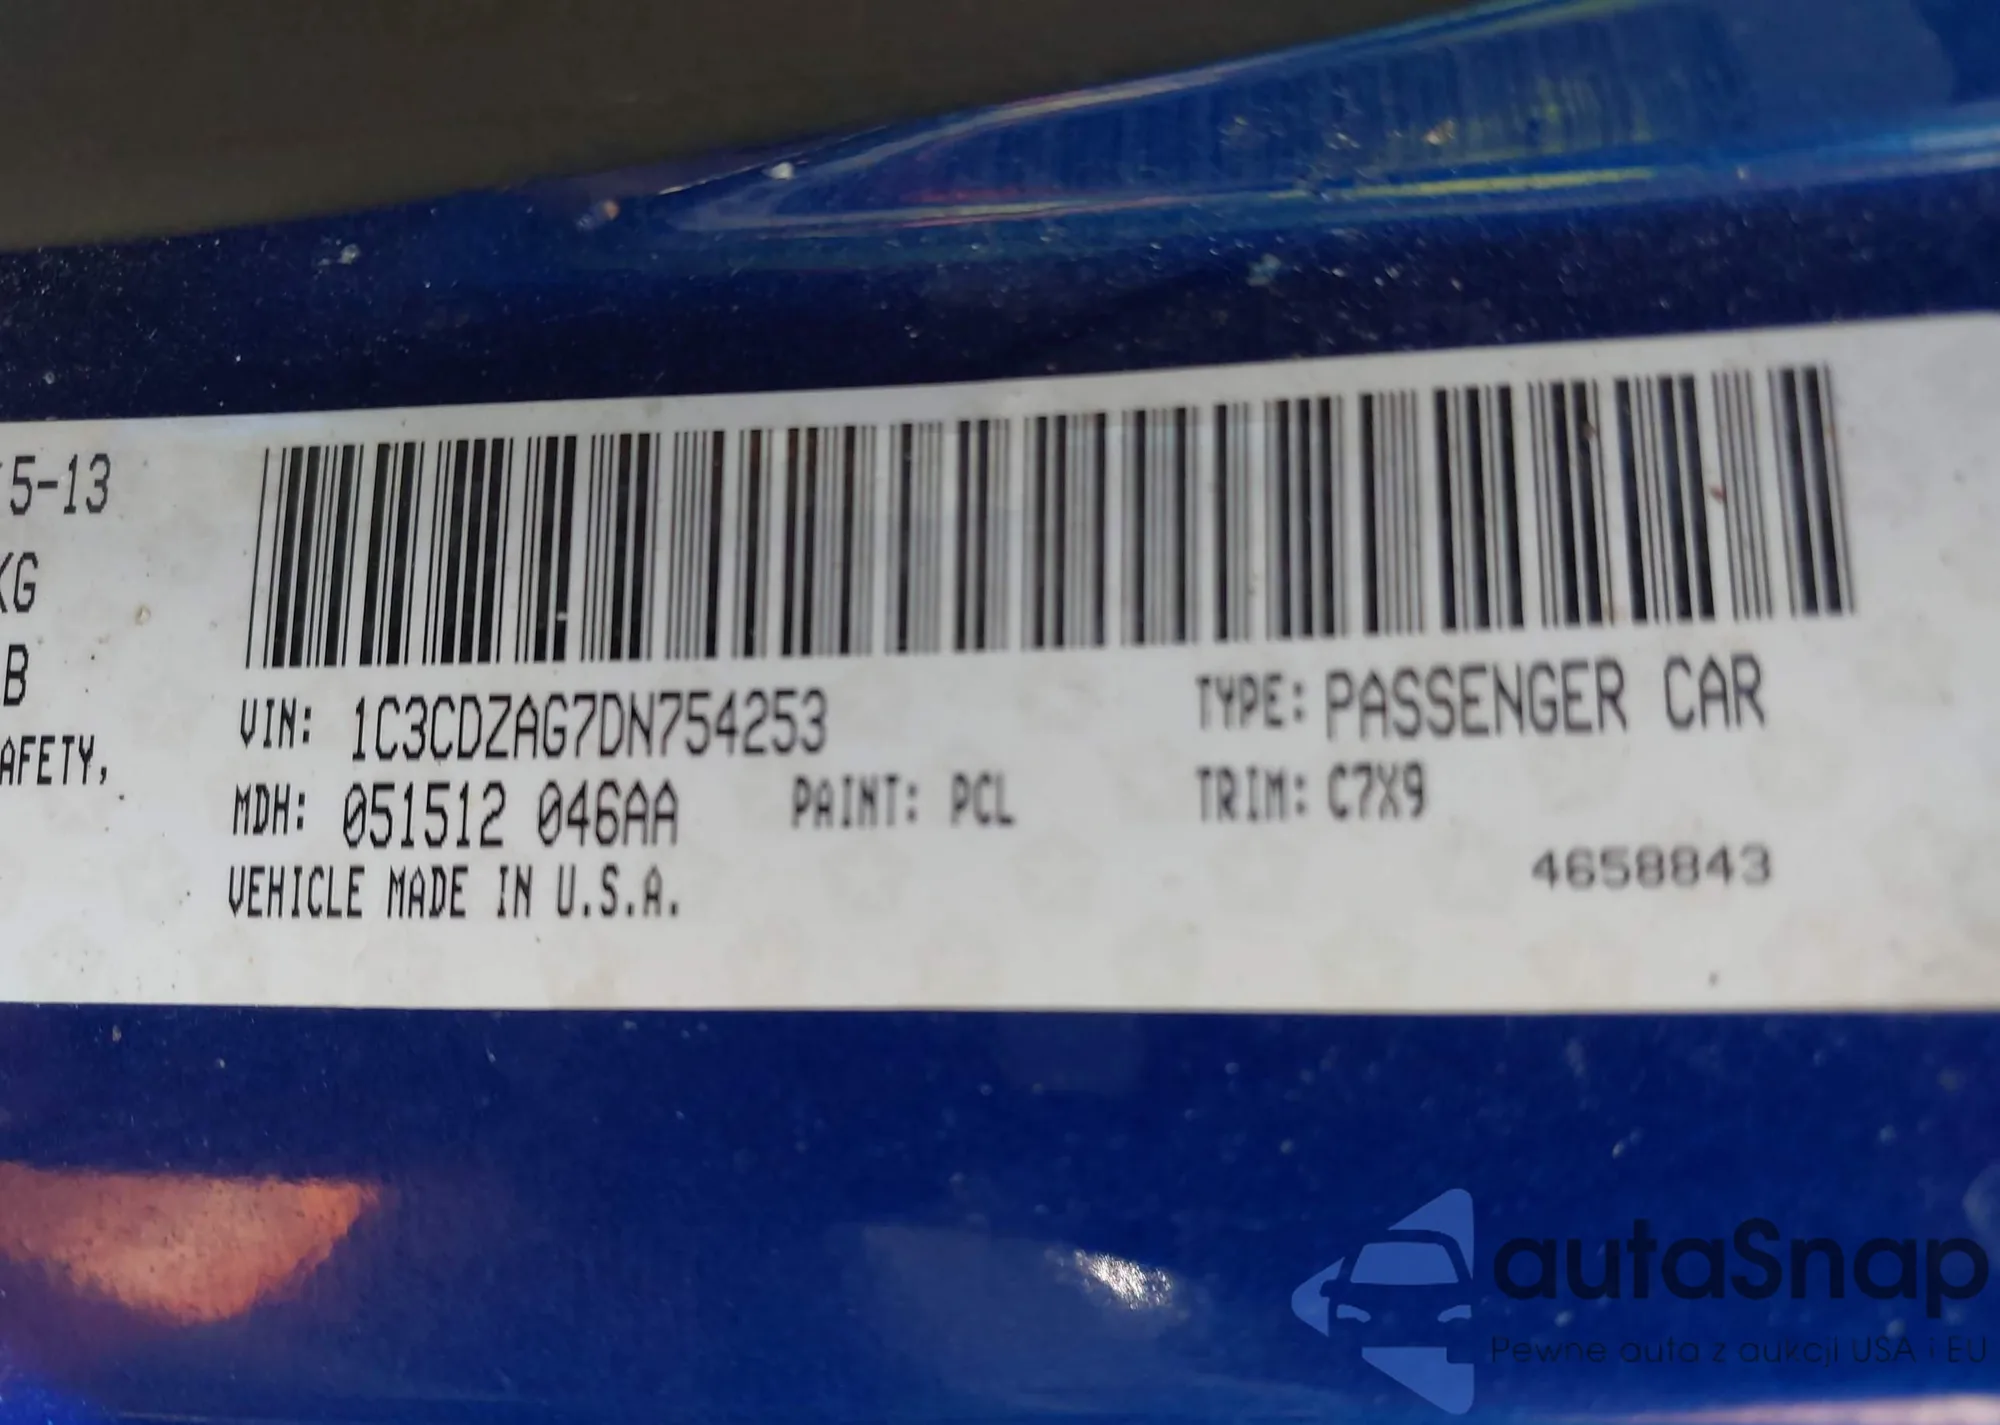 5-13
KG
B
AFETY,
VIN: 1C3CDZAG7DN754253
TYPE: PASSENGER CAR
MDH: 051512 046AA
PAINT: PCL
TRIM: C7X9
VEHICLE MADE IN U.S.A.
4658843
autaSnap
Pewne auta z aukcji USA i EU